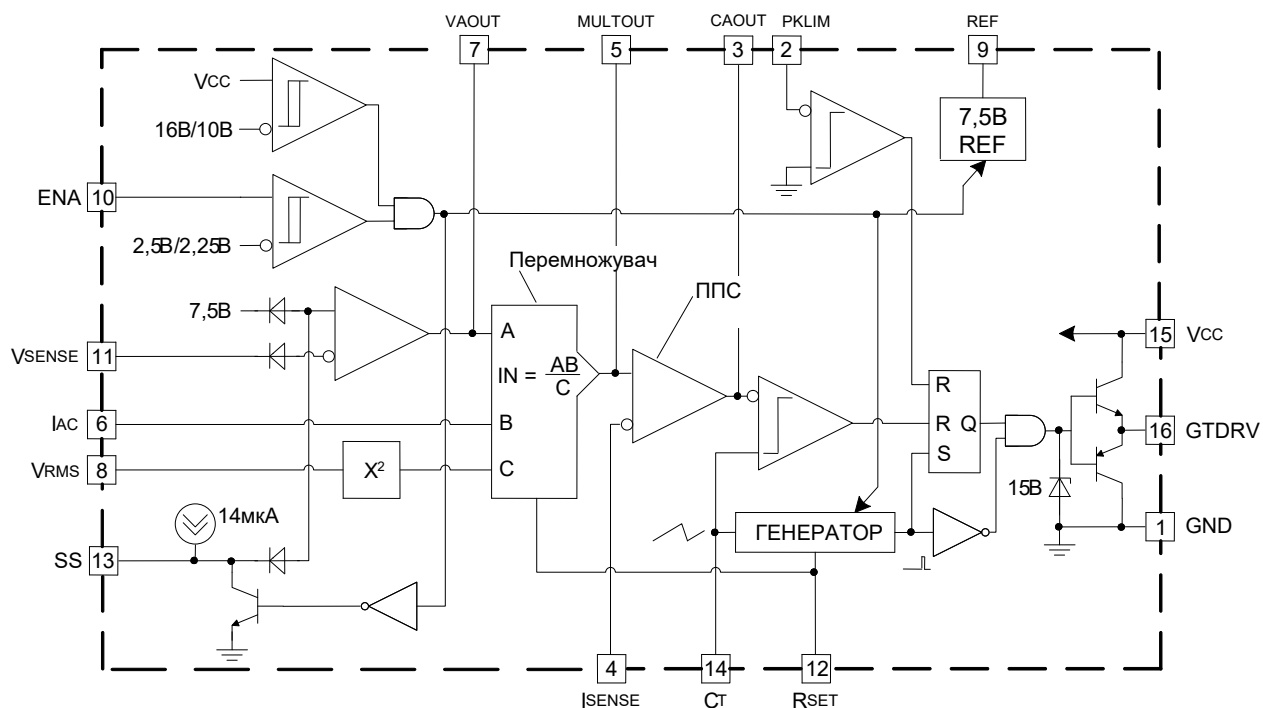 VAOUT
MULTOUT
CAOUT
PKLIM
REF
7
5
3
2
9
VCC
16В/10В
7,5В
REF
ENA
10
2,5В/2,25В
Перемножувач
ППС
7,5В
A
15
VCC
VSENSE
11
IN = AB/C
R
IAC
6
B
R
Q
16
GTDRV
VRMS
8
X²
C
S
15В
14мкА
ГЕНЕРАТОР
1
GND
SS
13
4
14
12
ISENSE
CT
RSET